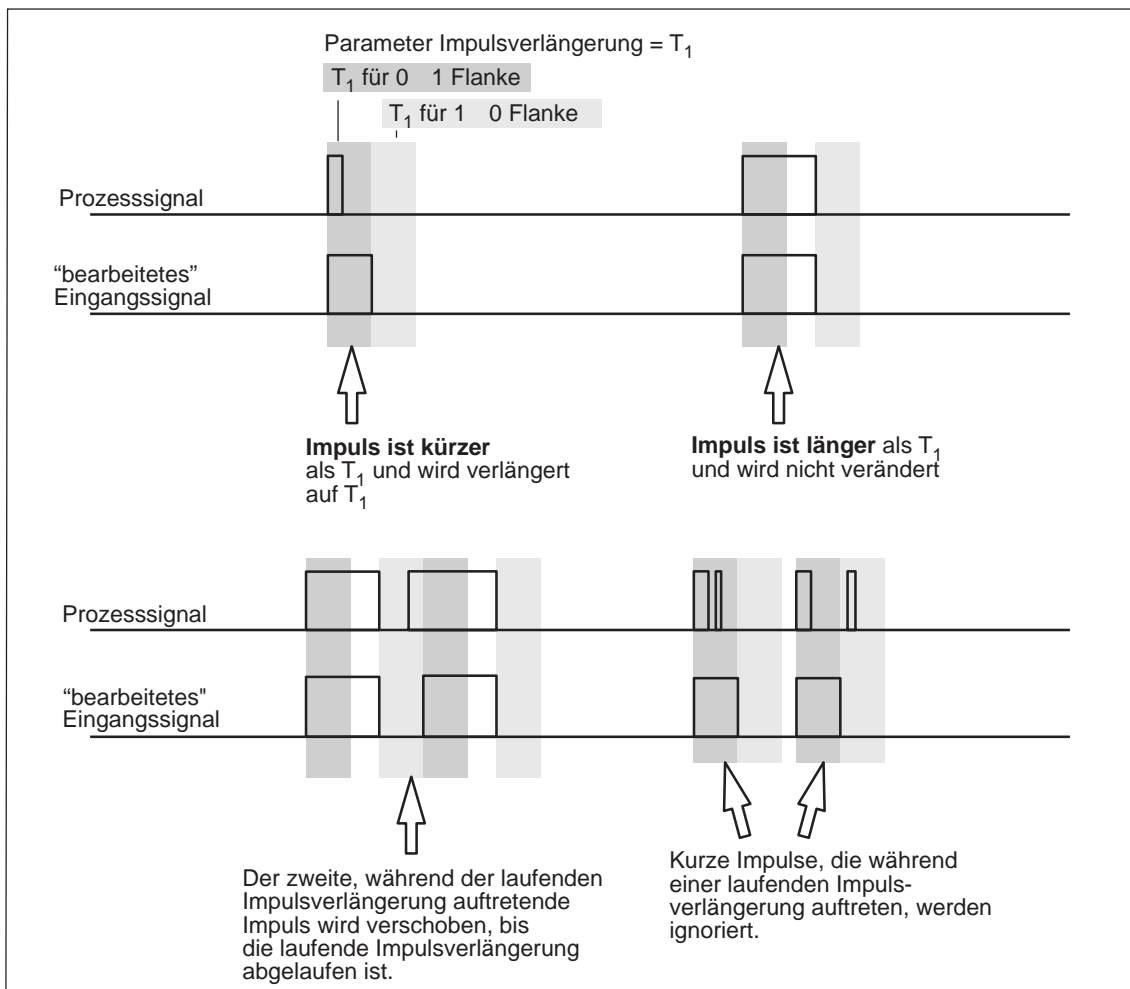 Parameter Impulsverlängerung = T1
T1 für 0 1 Flanke
T1 für 1 0 Flanke
Prozesssignal
“bearbeitetes”
Eingangssignal
Impuls ist kürzer
als T1 und wird verlängert
auf T1
Impuls ist länger als T1
und wird nicht verändert
Prozesssignal
“bearbeitetes"
Eingangssignal
Der zweite, während der laufenden
Impulsverlängerung auftretende
Impuls wird verschoben, bis
die laufende Impulsverlängerung
abgelaufen ist.
Kurze Impulse, die während
einer laufenden Impuls-
verlängerung auftreten, werden
ignoriert.